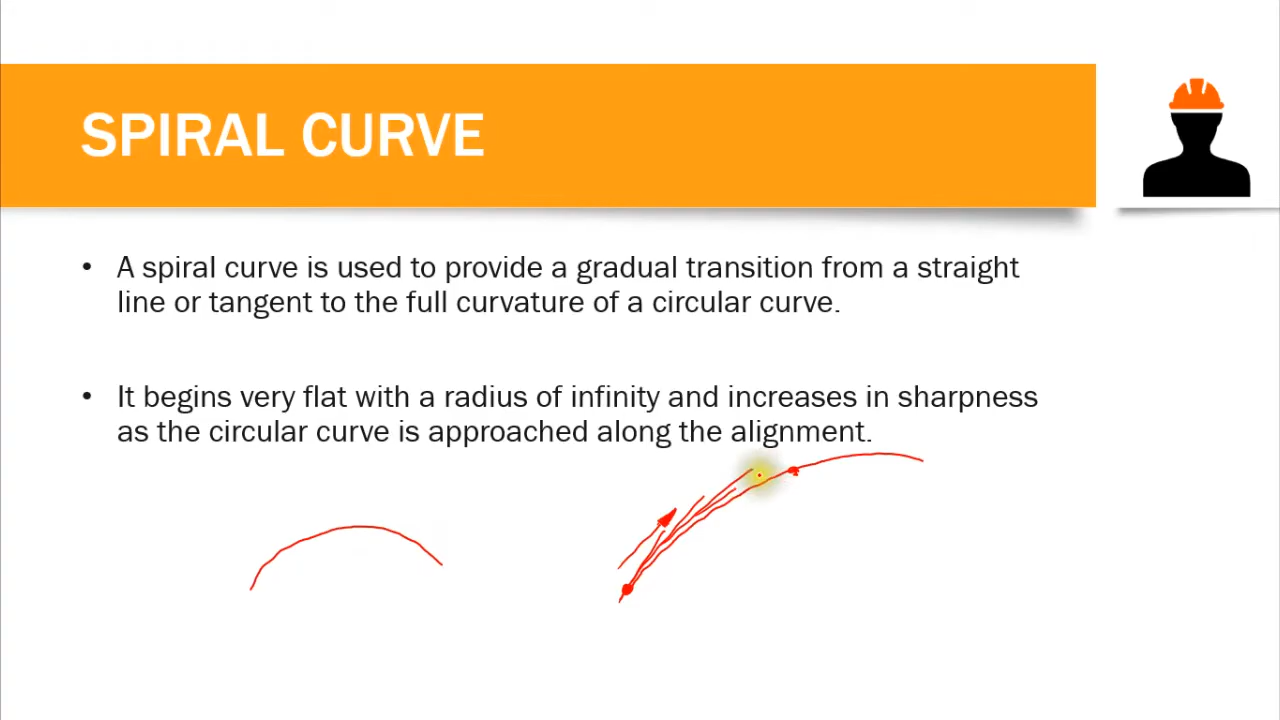 SPIRAL CURVE
• A spiral curve is used to provide a gradual transition from a straight
line or tangent to the full curvature of a circular curve.
• It begins very flat with a radius of infinity and increases in sharpness
as the circular curve is approached along the alignment.